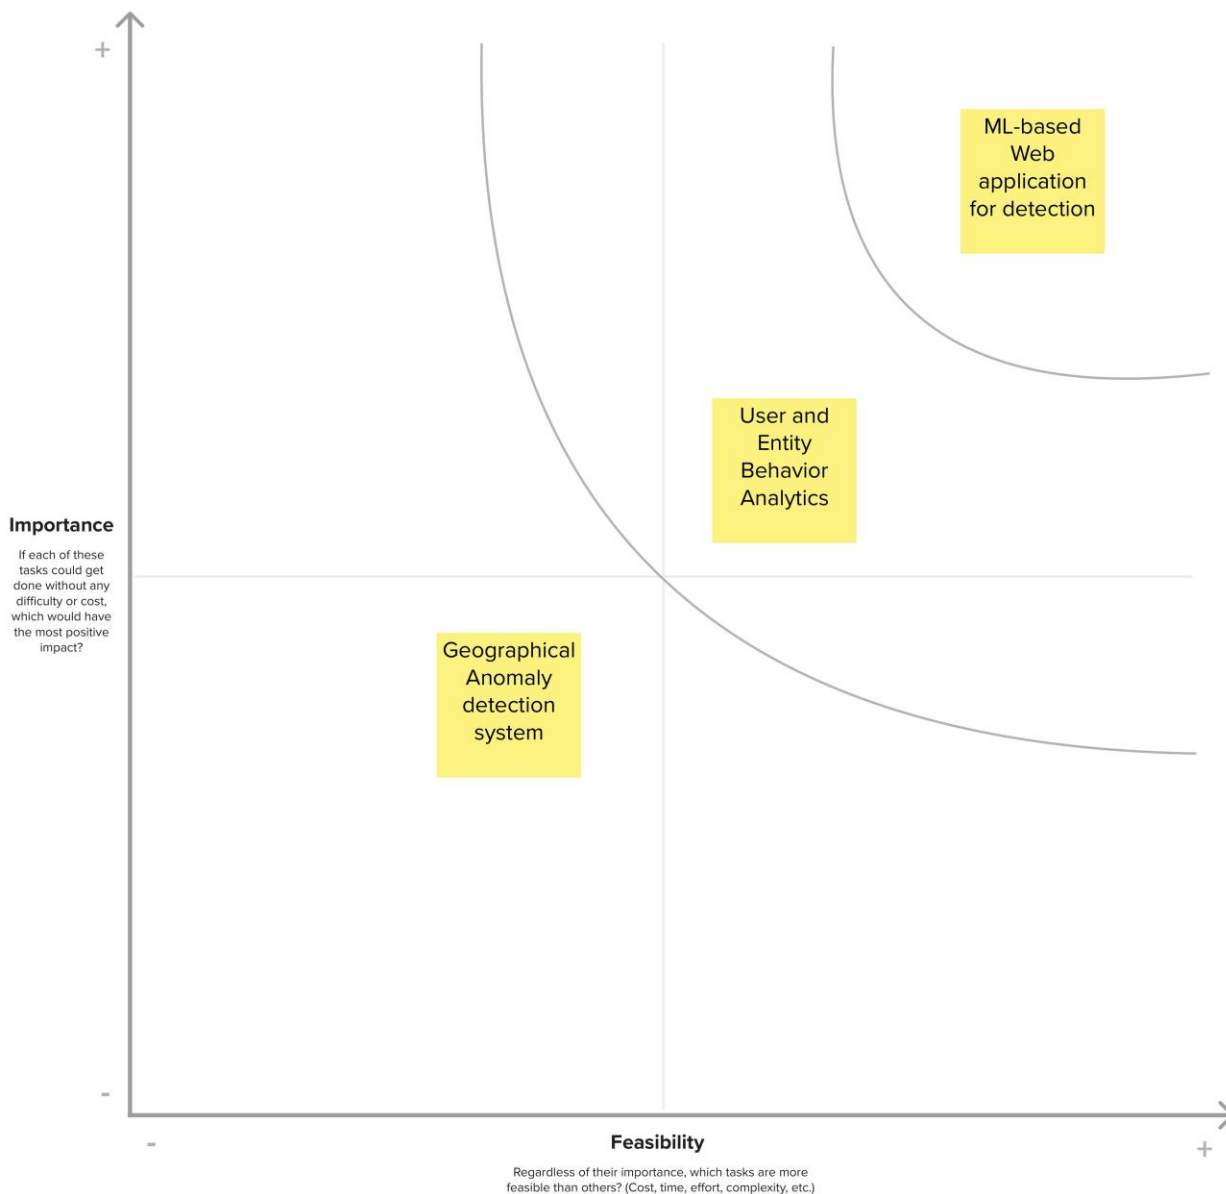 +
ML-based
Web
application
for detection
User and
Entity
Behavior
Analytics
Importance
If each of these
tasks could get
done without any
difficulty or cost,
which would have
the most positive
impact?
Geographical
Anomaly
detection
system
-
-
Feasibility
+
Regardless of their importance, which tasks are more
feasible than others? (Cost, time, effort, complexity, etc.)